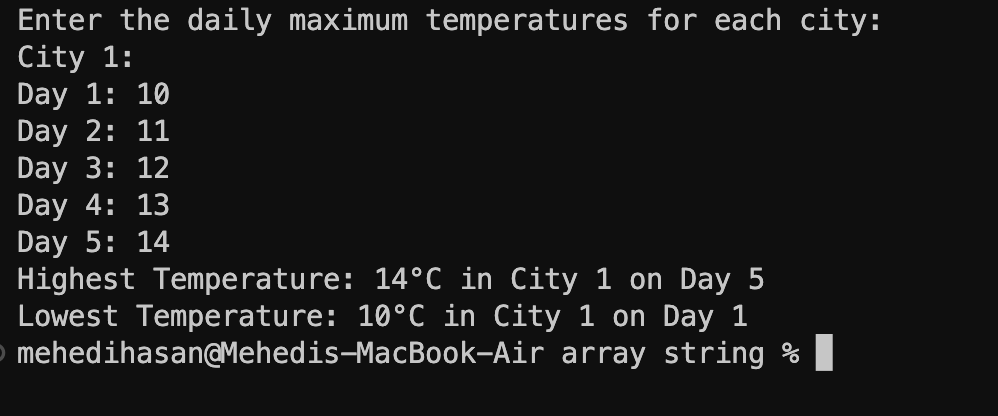 Enter the daily maximum temperatures for each city:
City 1:
Day 1: 10
Day 2: 11
Day 3: 12
Day 4: 13
Day 5: 14
Highest Temperature: 14°C in City 1 on Day 5
Lowest Temperature: 10°C in City 1 on Day 1
mehedihasan@Mehedis-MacBook-Air array string %